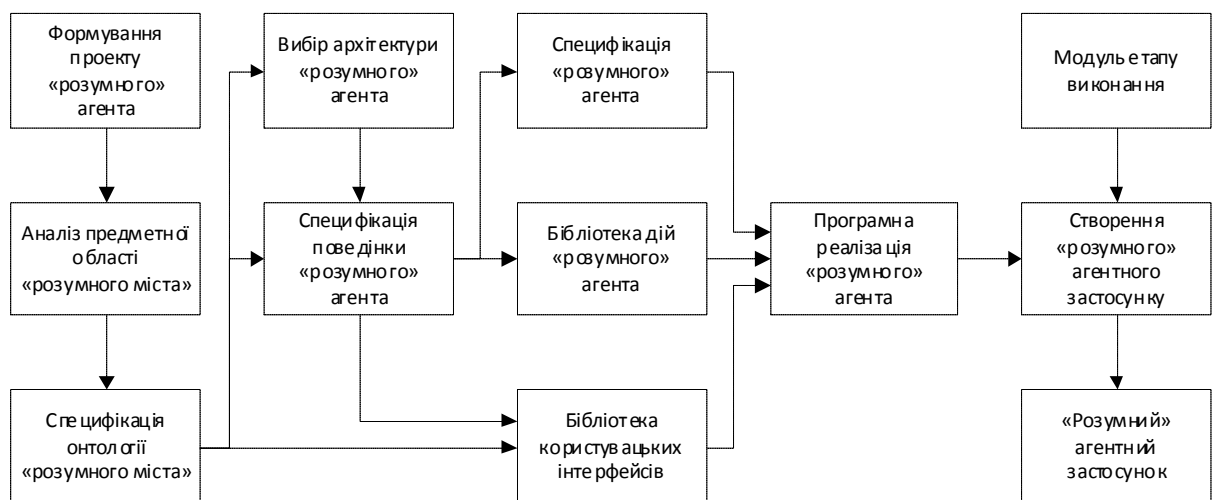 Формування
проекту
«розумного»
агента
Вибір архітектури
«розумного»
агента
Специфікація
«розумного»
агента
Модуль етапу
виконання
Аналіз предметної
області
«розумного міста»
Специфікація
поведінки
«розумного»
агента
Бібліотека дій
«розумного»
агента
Програмна
реалізація
«розумного»
агента
Створення
«розумного»
агентного
застосунку
Специфікація
онтології
«розумного міста»
Бібліотека
користувацьких
інтерфейсів
«Розумний»
агентний
застосунок